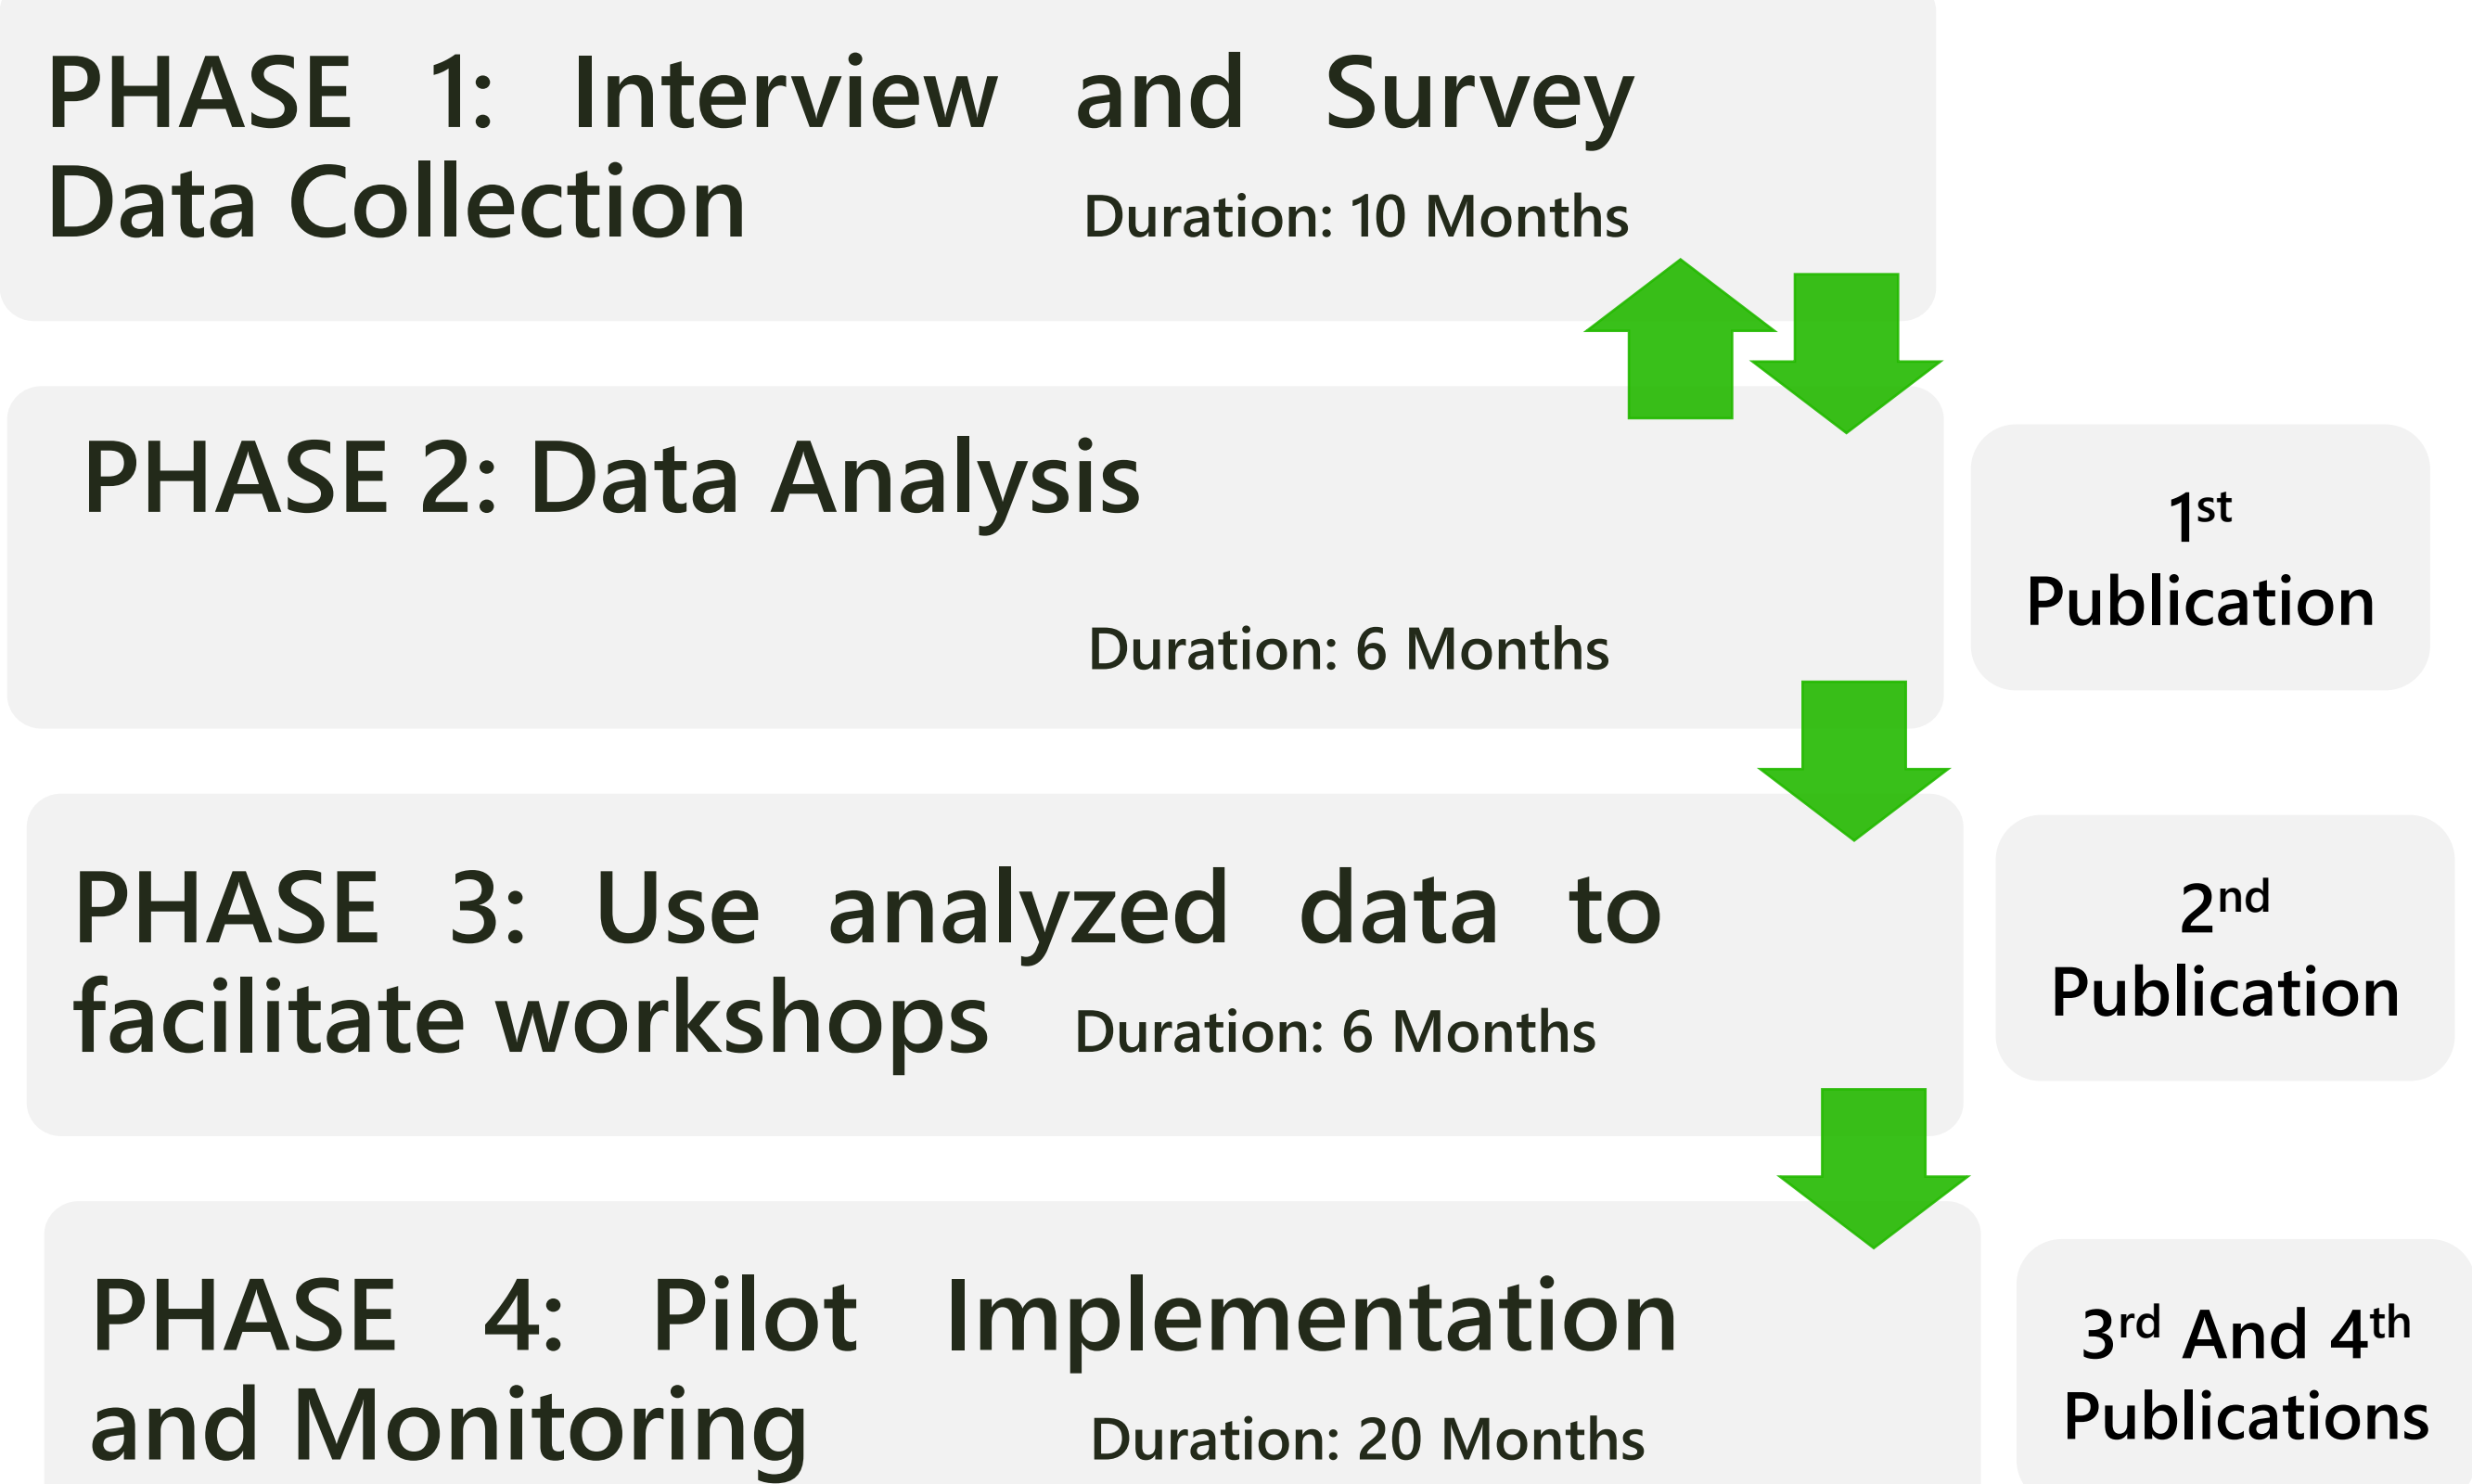 PHASE 1: Interview and Survey
Data Collection
Duration: 10 Months
PHASE 2: Data Analysis
Duration: 6 Months
1st
Publication
PHASE 3: Use analyzed data to
facilitate workshops
Duration: 6 Months
2nd
Publication
PHASE 4: Pilot Implementation
and Monitoring
Duration: 20 Months
3rd And 4th
Publications